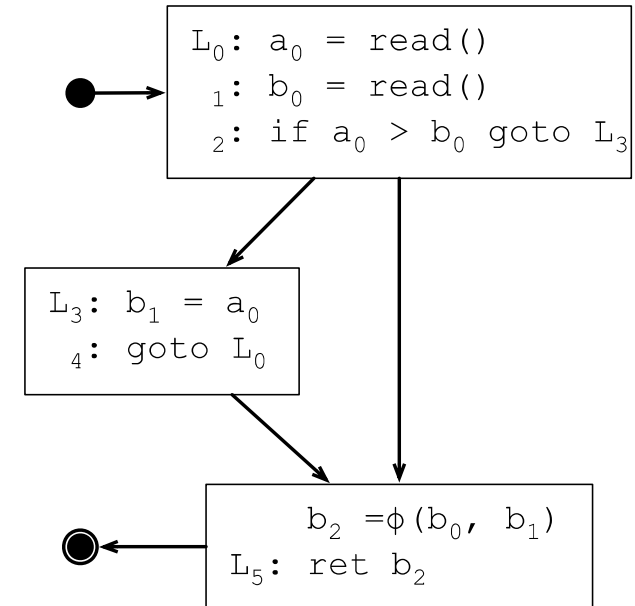 L₀: a₀ = read()
₁: b₀ = read()
₂: if a₀ > b₀ goto L₃
L₃: b₁ = a₀
₄: goto L₀
b₂ =ϕ(b₀, b₁)
L₅: ret b₂